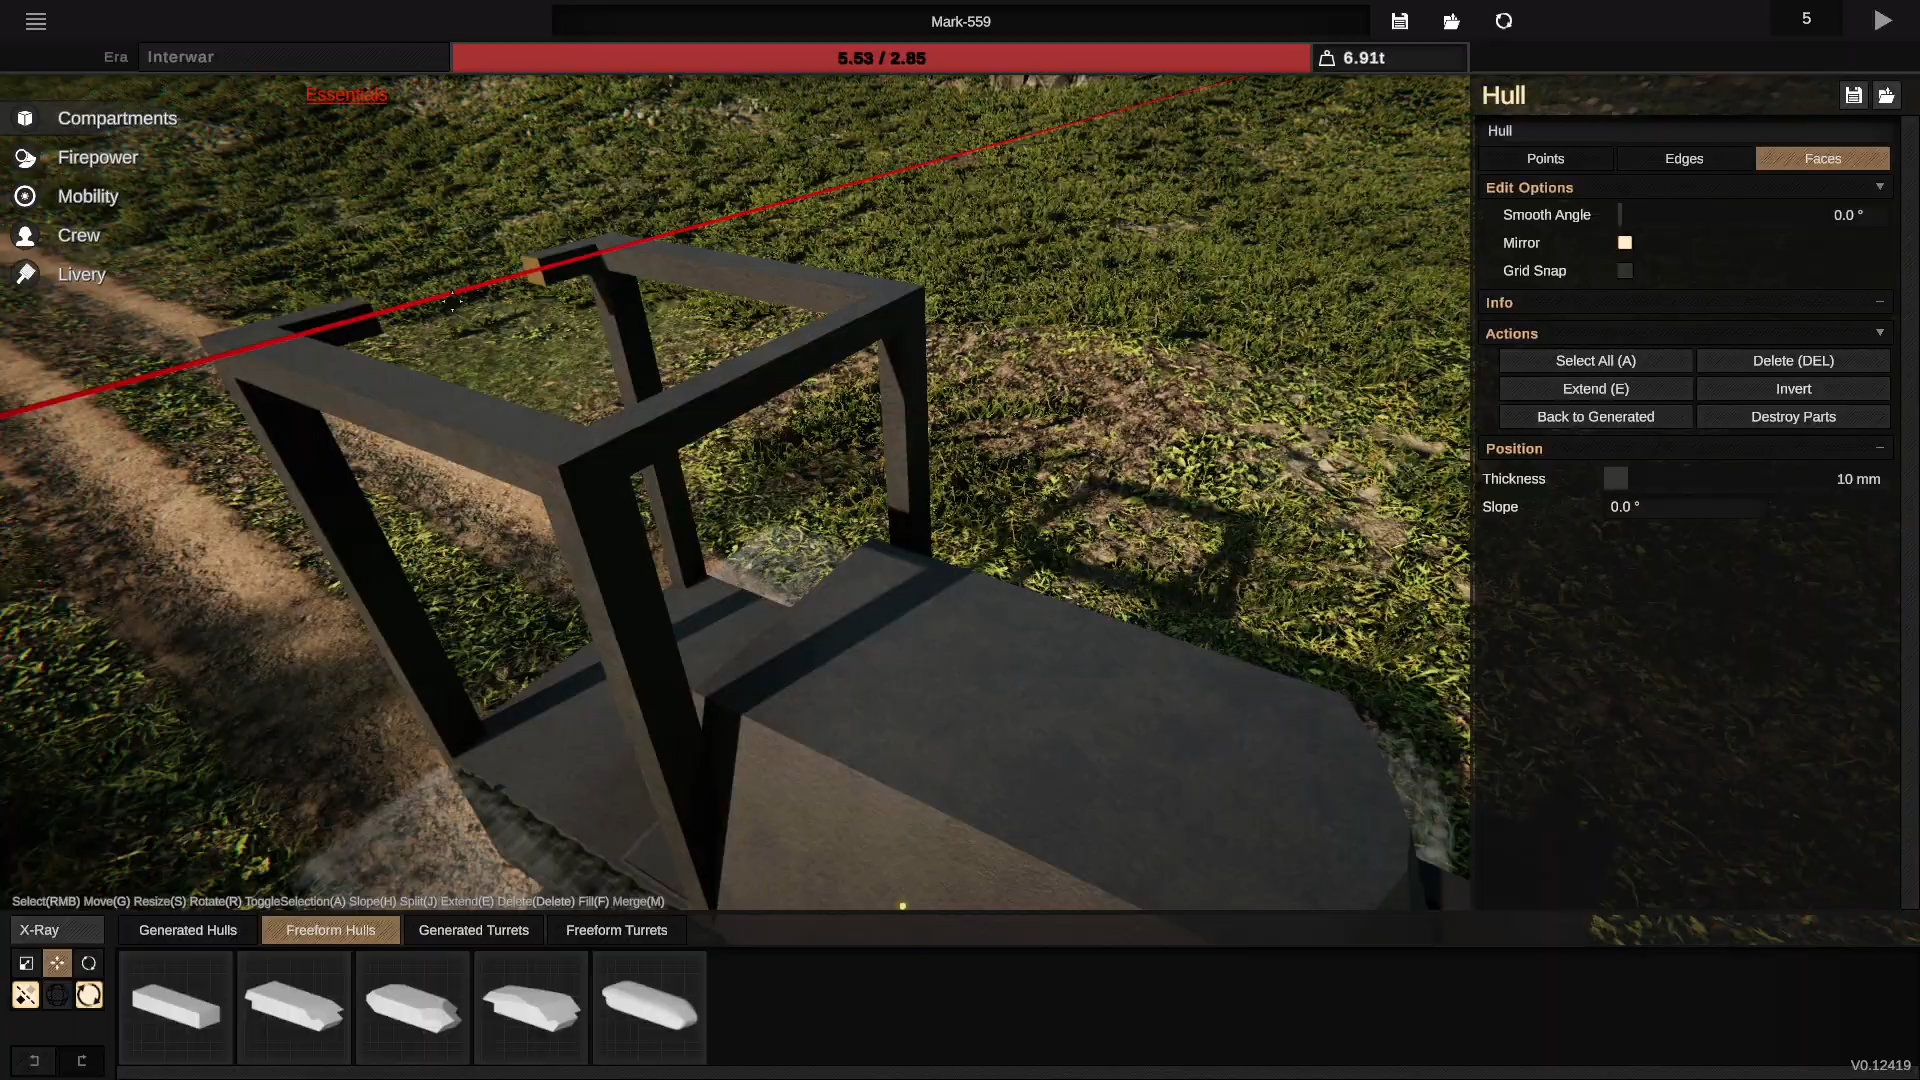 Mark-559
5
Era
Interwar
5.53 / 2.85
6.91t
Essentials
Compartments
Firepower
Mobility
Crew
Livery
Hull
Hull
Points
Edges
Faces
Edit Options
Smooth Angle
0.0 °
Mirror
Grid Snap
Info
Actions
Select All (A)
Delete (DEL)
Extend (E)
Invert
Back to Generated
Destroy Parts
Position
Thickness
10 mm
Slope
0.0 °
Select(RMB) Move(G) Resize(S) Rotate(R) ToggleSelection(A) Slope(H) Split(J) Extend(E) Delete(Delete) Fill(F) Merge(M)
X-Ray
Generated Hulls
Freeform Hulls
Generated Turrets
Freeform Turrets
V0.12419